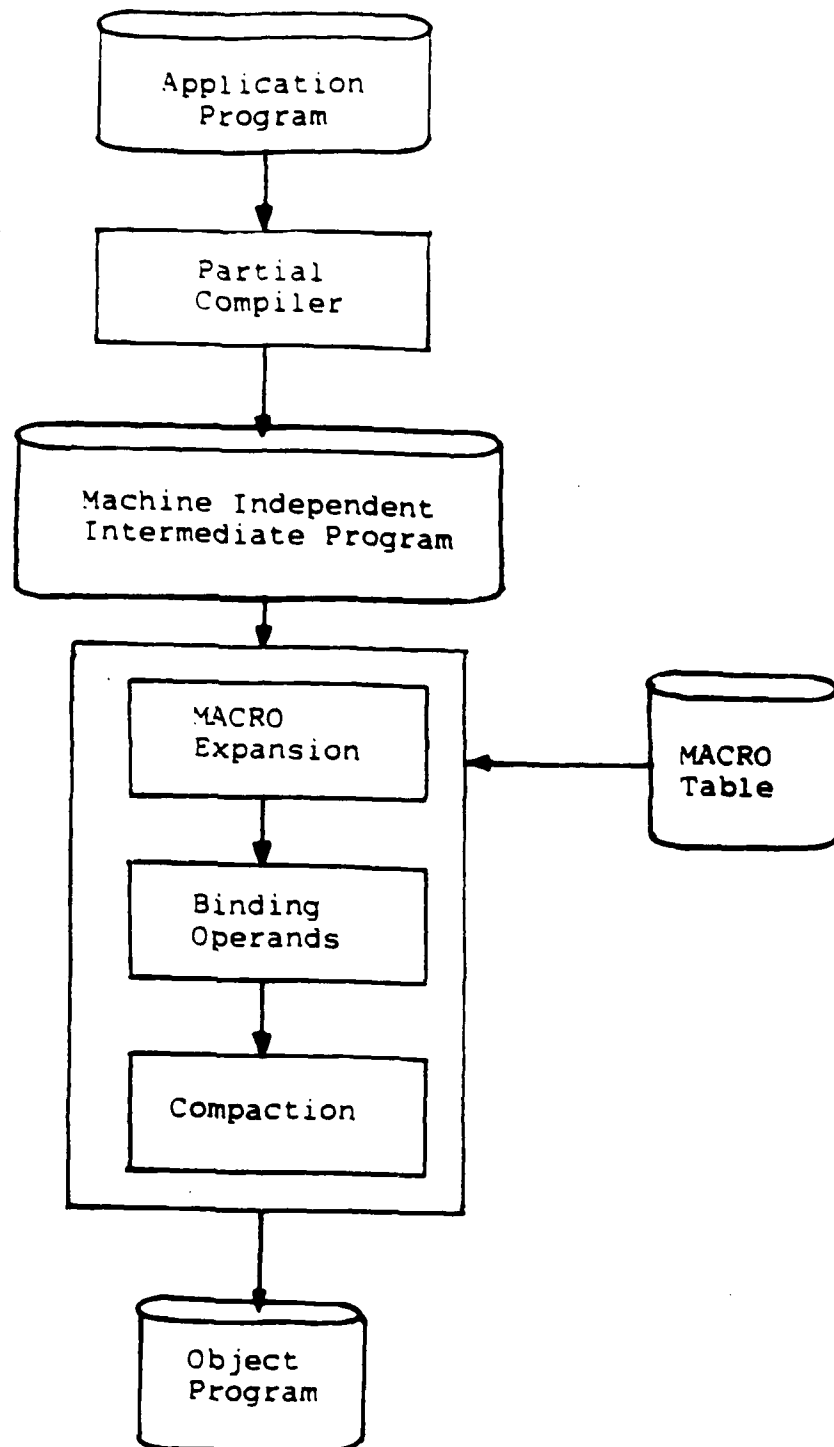 Application
Program
Partial
Compiler
Machine Independent
Intermediate Program
MACRO
Expansion
MACRO
Table
Binding
Operands
Compaction
Object
Program